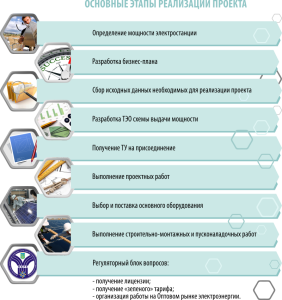 ОСНОВНЫЕ ЭТАПЫ РЕАЛИЗАЦИИ ПРОЕКТА
Определение мощности электростанции
SUCCESS
Разработка бизнес-плана
Сбор исходных данных необходимых для реализации проекта
Разработка ТЭО схемы выдачи мощности
Получение ТУ на присоединение
Выполнение проектных работ
Выбор и поставка основного оборудования
Выполнение строительно-монтажных и пусконаладочных работ
Регуляторный блок вопросов:
- получение лицензии;
- получение «зеленого» тарифа;
- организация работы на Оптовом рынке электроэнергии.